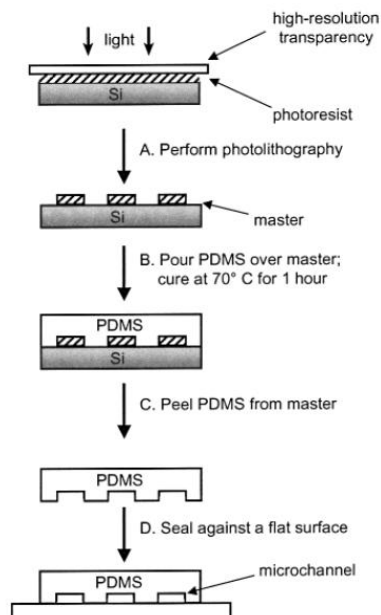 high-resolution
transparency
light
Si
photoresist
A. Perform photolithography
Si
master
B. Pour PDMS over master;
cure at 70° C for 1 hour
PDMS
Si
C. Peel PDMS from master
PDMS
D. Seal against a flat surface
microchannel
PDMS